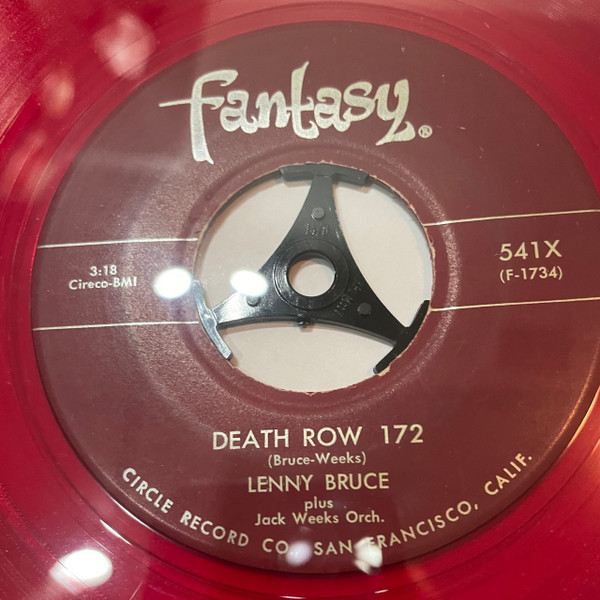 Fantasy®
3:18
Cireco-BMI
541X
(F-1734)
DEATH ROW 172
(Bruce-Weeks)
LENNY BRUCE
plus
Jack Weeks Orch.
CIRCLE RECORD CO. SAN FRANCISCO, CALIF.